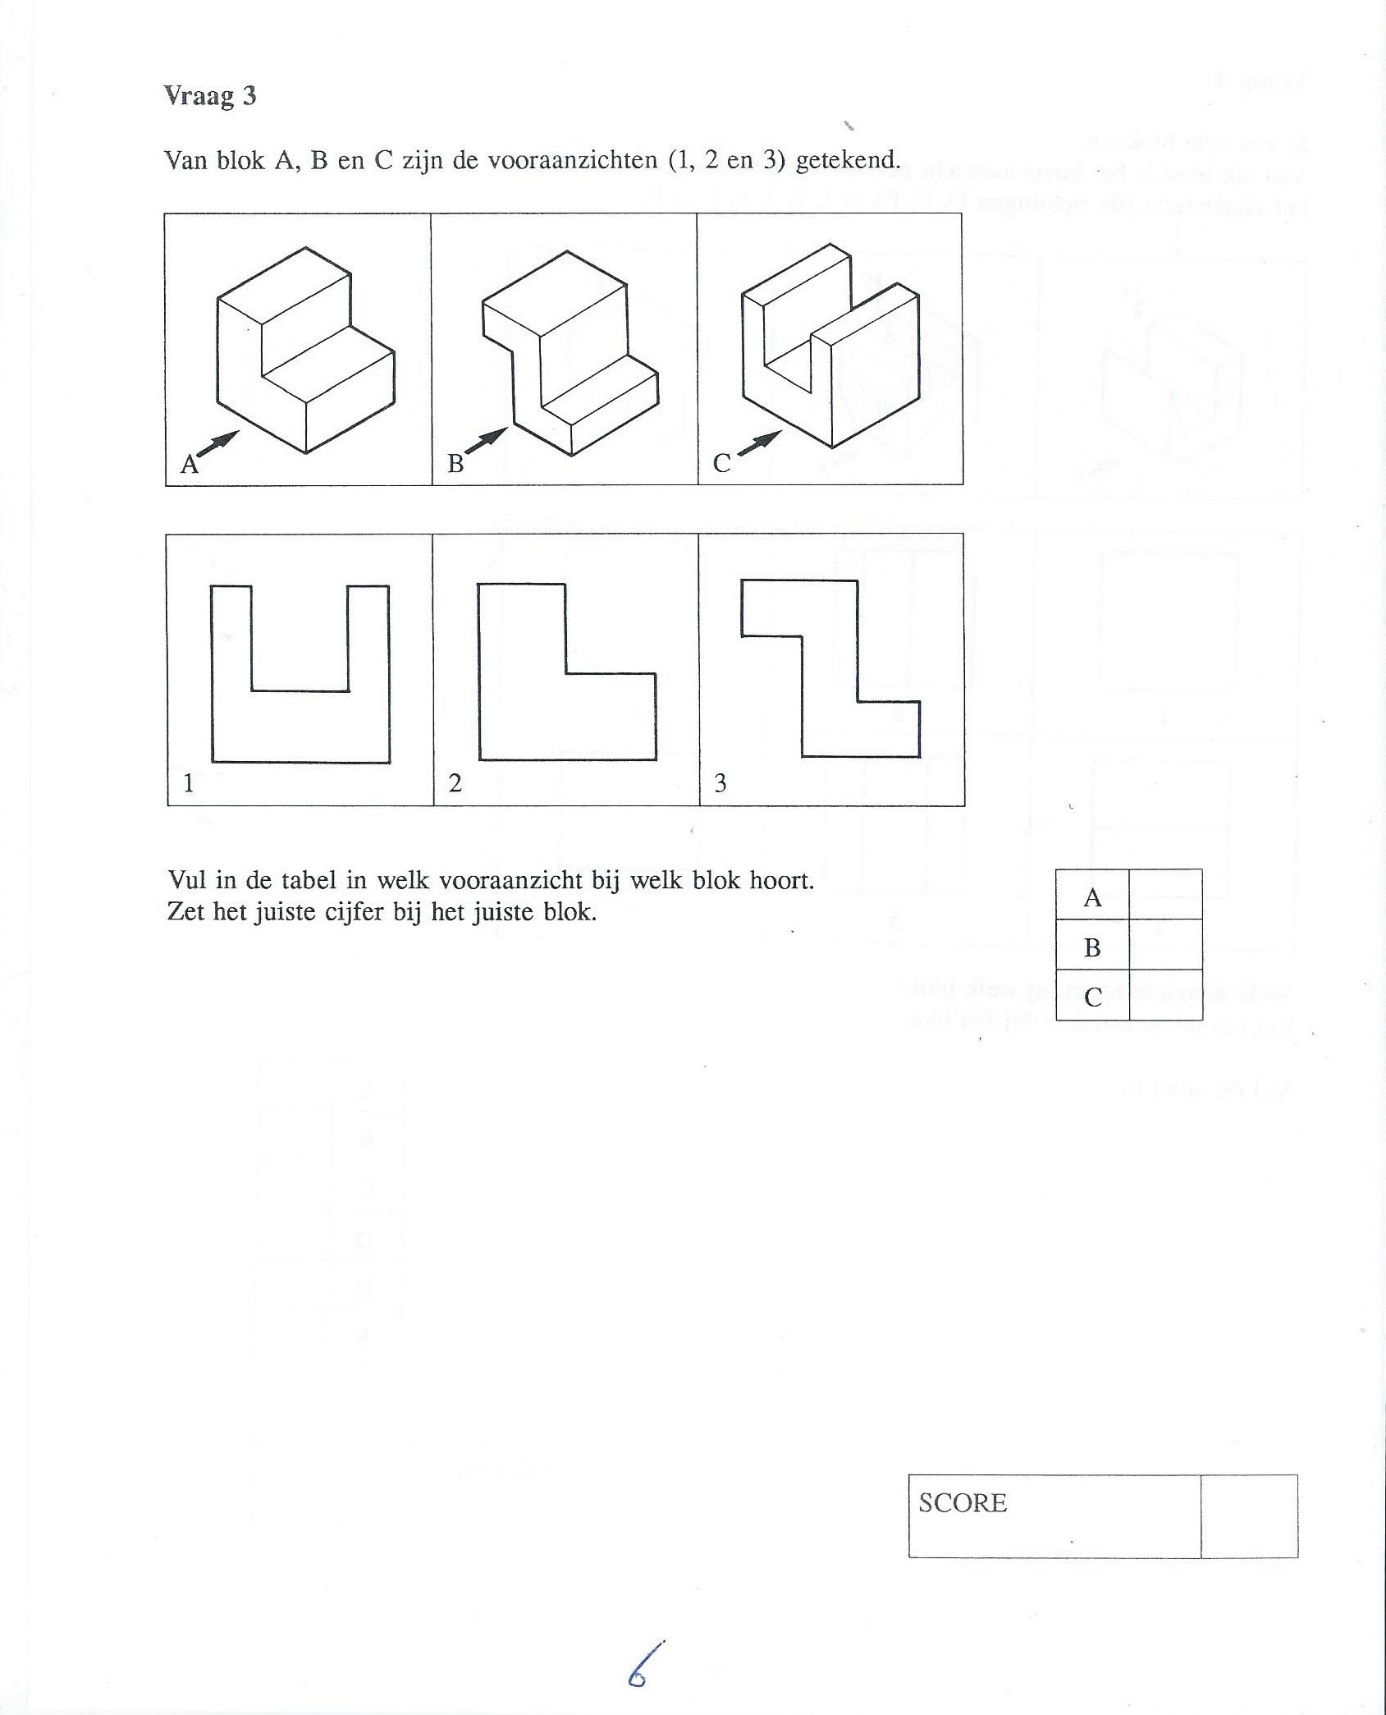 Vraag 3
Van blok A, B en C zijn de vooraanzichten (1, 2 en 3) getekend.
A
B
C
1
2
3
Vul in de tabel in welk vooraanzicht bij welk blok hoort.
Zet het juiste cijfer bij het juiste blok.
A
B
C
SCORE
6